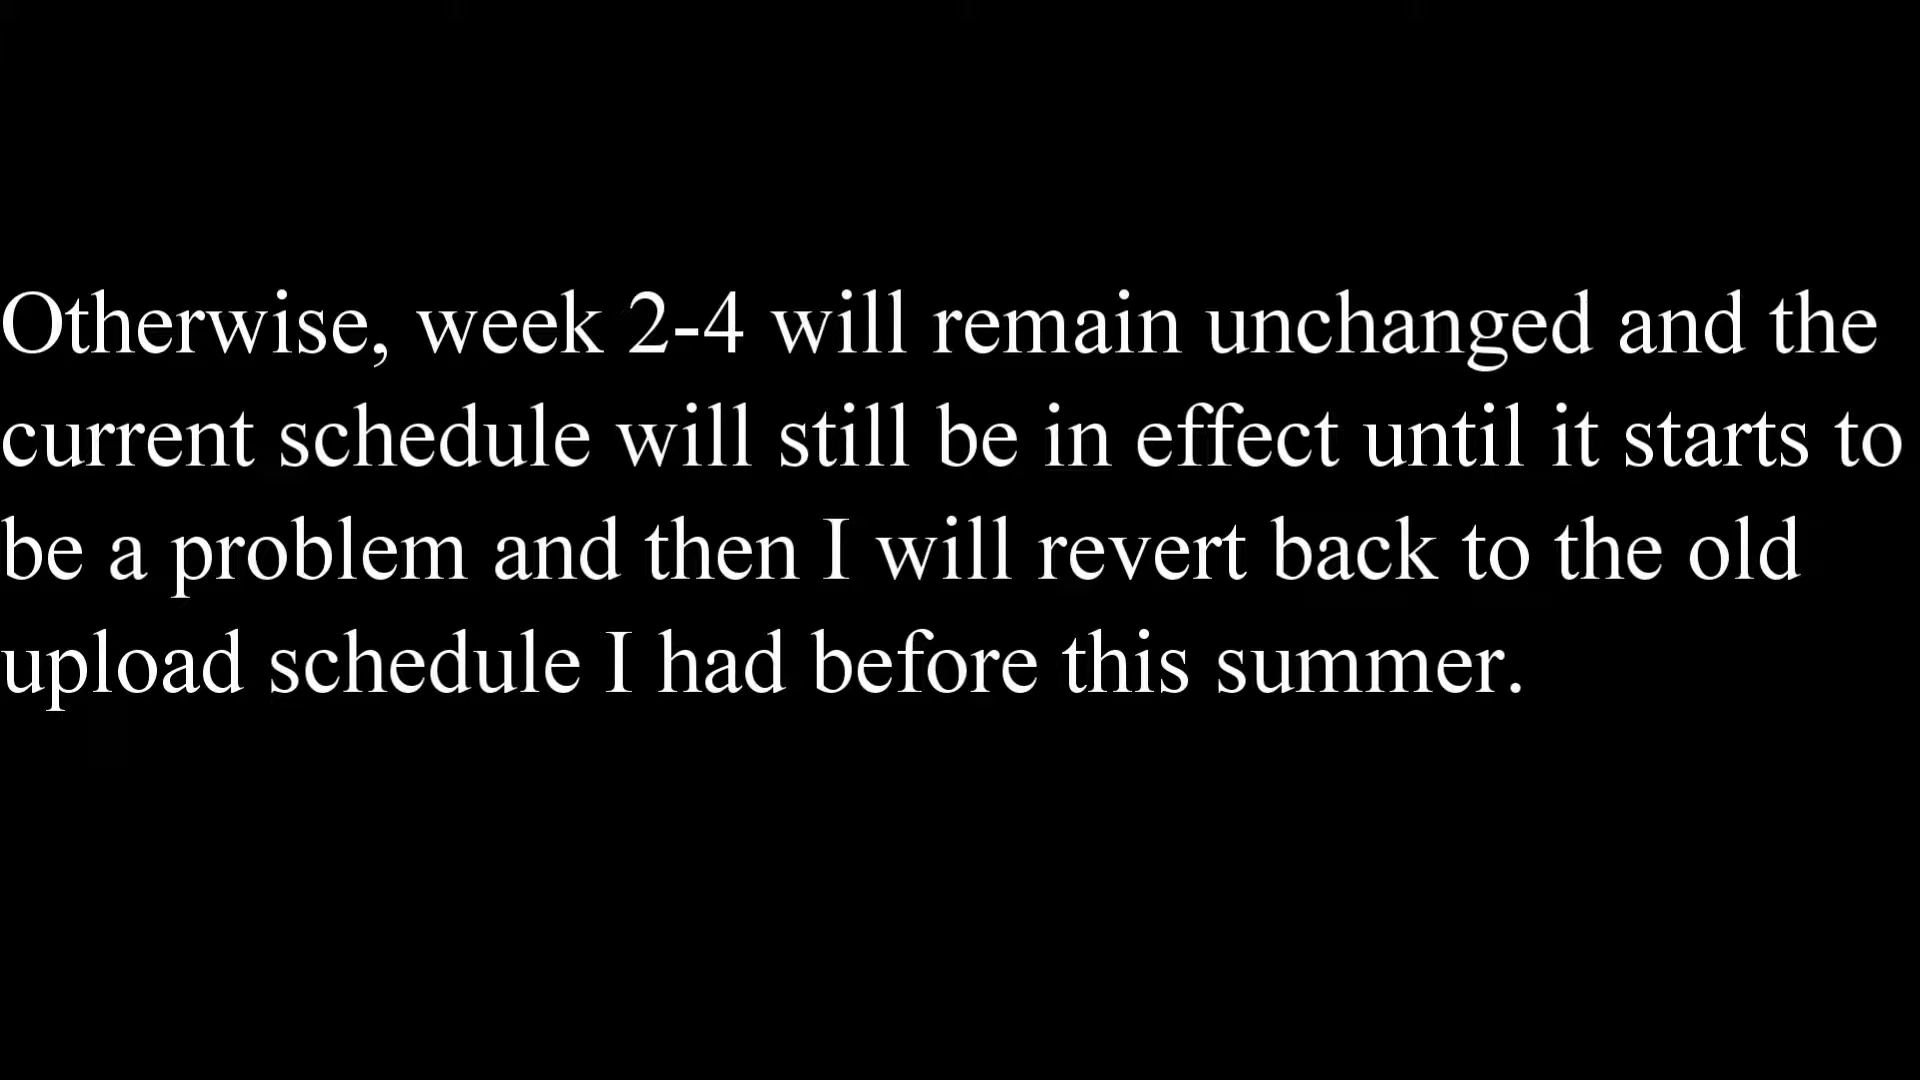 Otherwise, week 2-4 will remain unchanged and the
current schedule will still be in effect until it starts to
be a problem and then I will revert back to the old
upload schedule I had before this summer.